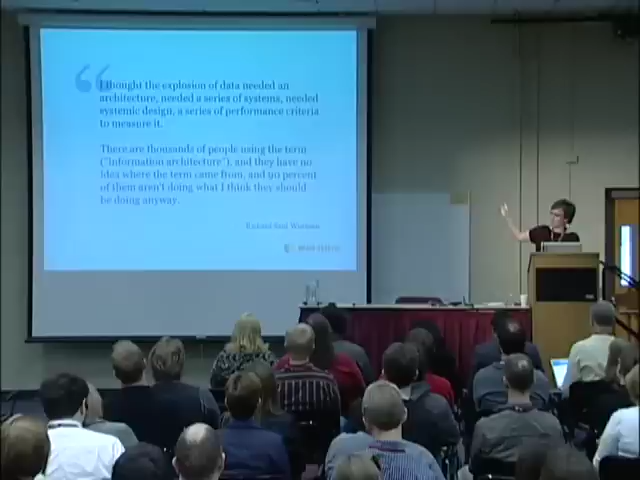 “I thought the explosion of data needed an
architecture, needed a series of systems, needed
systemic design, a series of performance criteria
to measure it.
There are thousands of people using the term
("Information architecture"), and they have no
idea where the term came from, and 90 percent
of them aren't doing what I think they should
be doing anyway.
Richard Saul Wurman